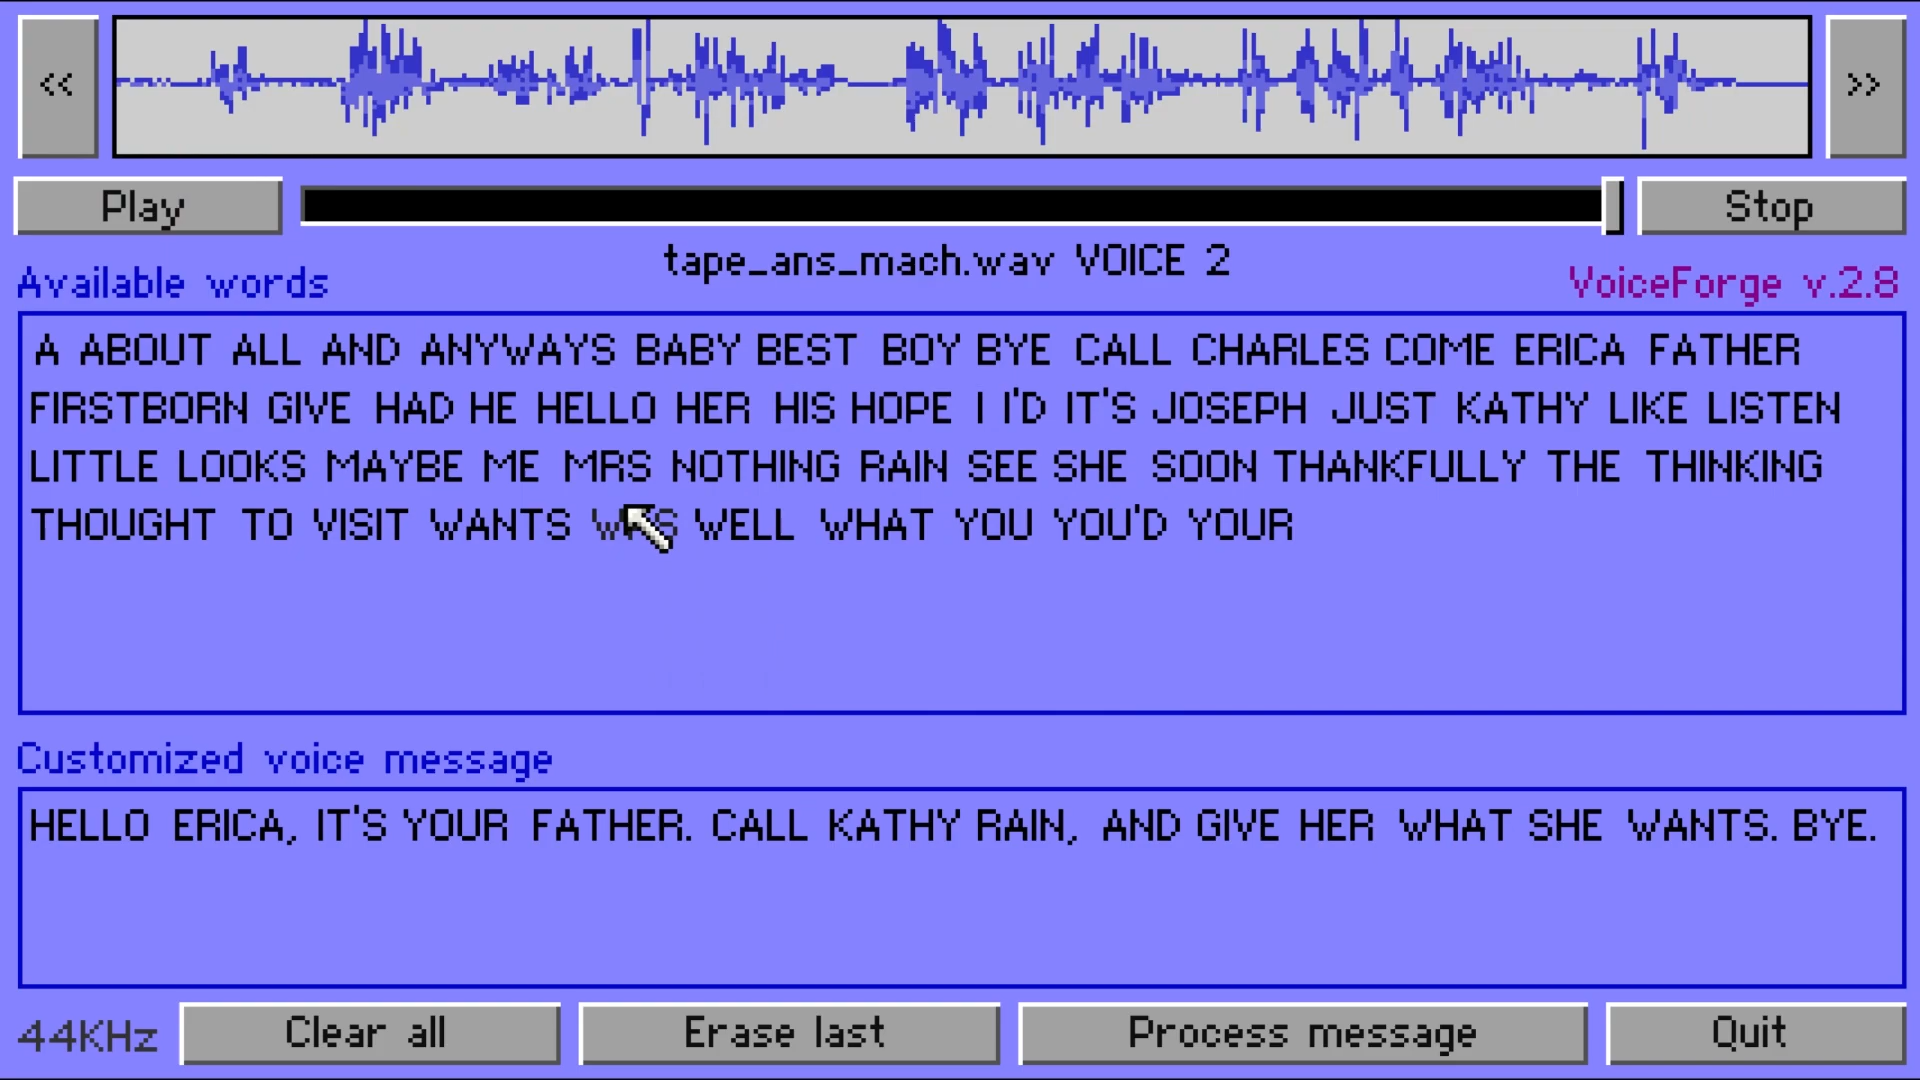 << >>
Play Stop
tape_ans_mach.wav VOICE 2
Available words VoiceForge v.2.8
A ABOUT ALL AND ANYWAYS BABY BEST BOY BYE CALL CHARLES COME ERICA FATHER
FIRSTBORN GIVE HAD HE HELLO HER HIS HOPE I I'D IT'S JOSEPH JUST KATHY LIKE LISTEN
LITTLE LOOKS MAYBE ME MRS NOTHING RAIN SEE SHE SOON THANKFULLY THE THINKING
THOUGHT TO VISIT WANTS WAS WELL WHAT YOU YOU'D YOUR
Customized voice message
HELLO ERICA, IT'S YOUR FATHER. CALL KATHY RAIN, AND GIVE HER WHAT SHE WANTS. BYE.
44KHz Clear all Erase last Process message Quit